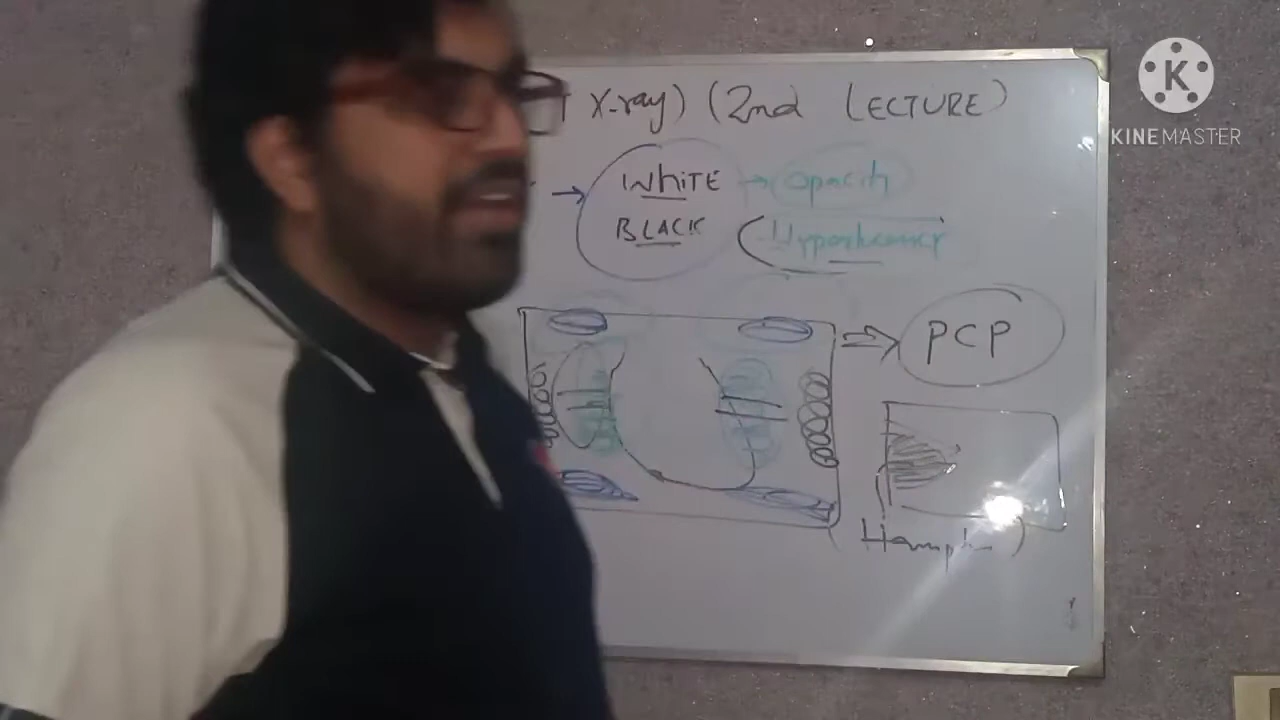 X-ray) (2nd LECTURE)
→ WHITE → Opacity
BLACK
PCP
K
KINEMASTER